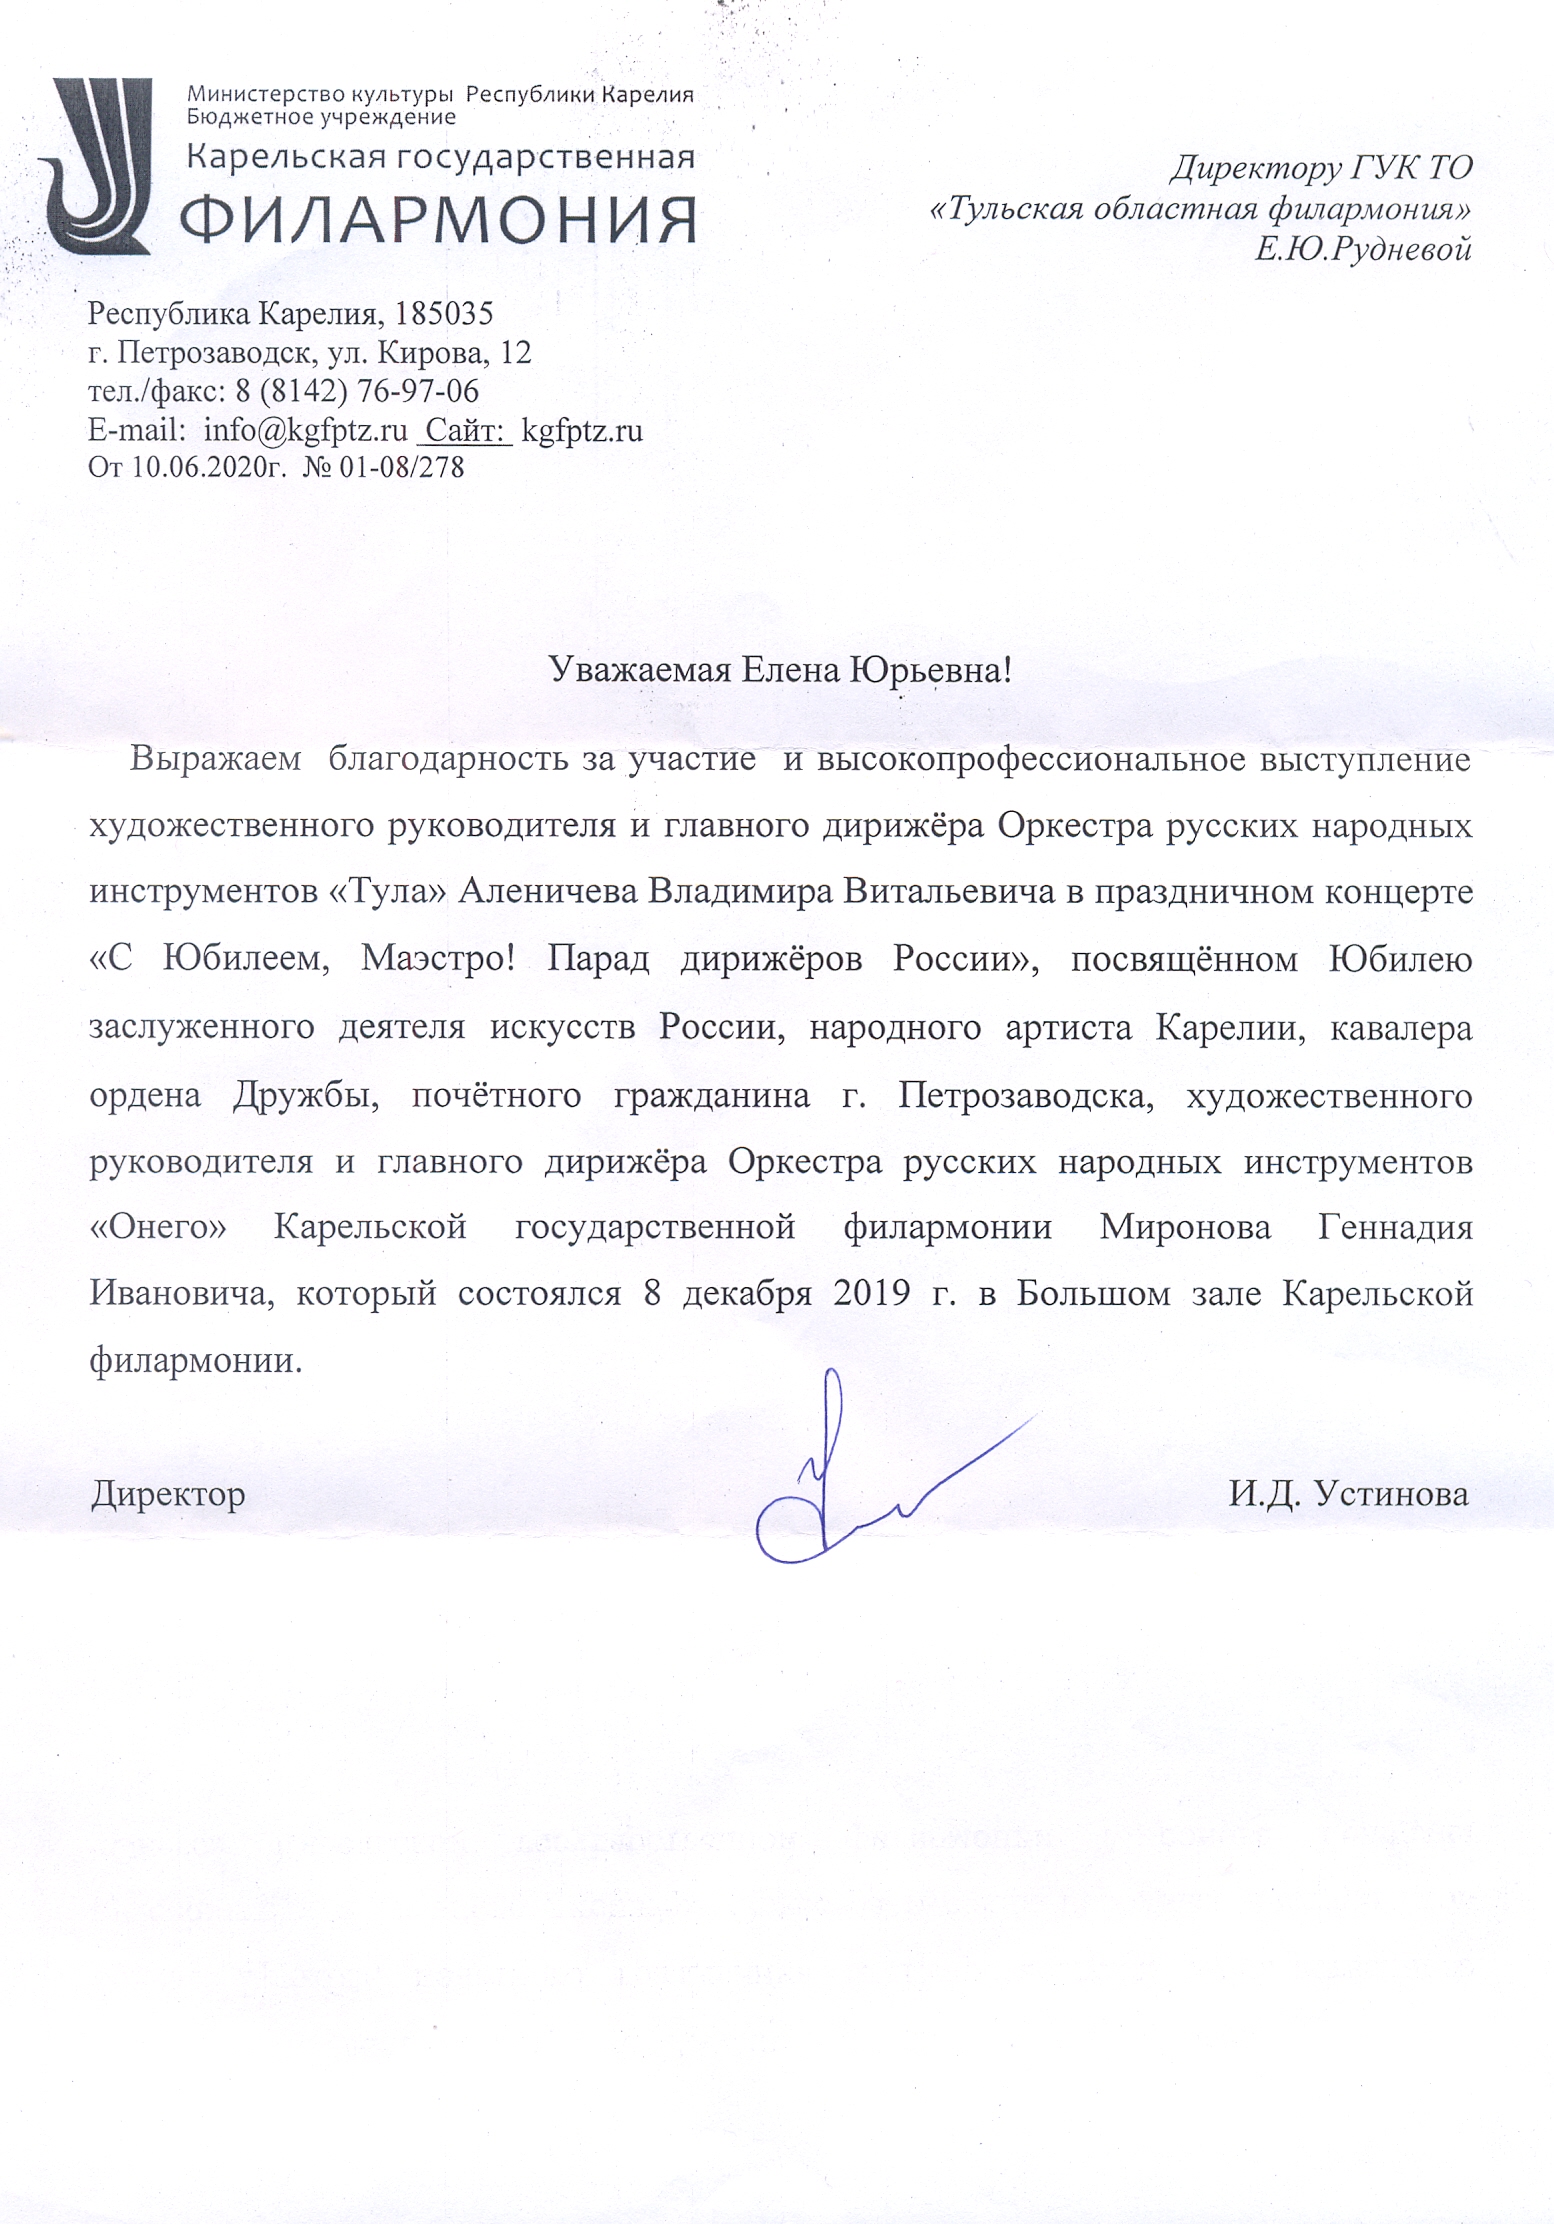 Министерство культуры Республики Карелия
Бюджетное учреждение
Карельская государственная
ФИЛАРМОНИЯ
Директору ГУК ТО
«Тульская областная филармония»
Е.Ю.Рудневой
Республика Карелия, 185035
г. Петрозаводск, ул. Кирова, 12
тел./факс: 8 (8142) 76-97-06
E-mail: info@kgfptz.ru Сайт: kgfptz.ru
От 10.06.2020г. № 01-08/278
Уважаемая Елена Юрьевна!
Выражаем благодарность за участие и высокопрофессиональное выступление
художественного руководителя и главного дирижёра Оркестра русских народных
инструментов «Тула» Аленичева Владимира Витальевича в праздничном концерте
«С Юбилеем, Маэстро! Парад дирижёров России», посвящённом Юбилею
заслуженного деятеля искусств России, народного артиста Карелии, кавалера
ордена Дружбы, почётного гражданина г. Петрозаводска, художественного
руководителя и главного дирижёра Оркестра русских народных инструментов
«Онего» Карельской государственной филармонии Миронова Геннадия
Ивановича, который состоялся 8 декабря 2019 г. в Большом зале Карельской
филармонии.
Директор И.Д. Устинова